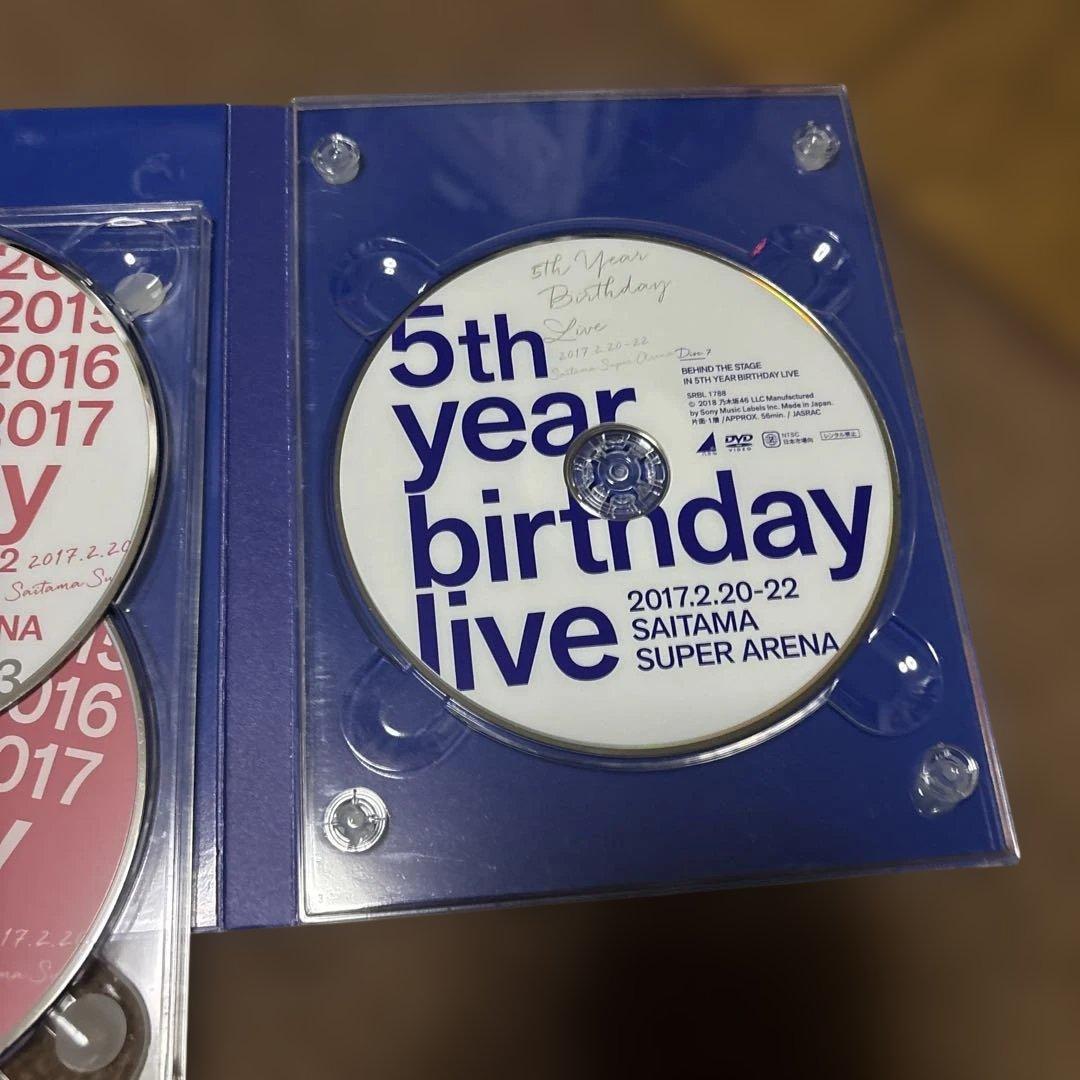 2015
2016
2017
y
2 2017.2.20
Saitama Su
NA
3
2016
2017
y
17.2.2
5th Year
Birthday
Live
2017.2.20-22
Saitama Super Arena
Disc 7
BEHIND THE STAGE
IN 5TH YEAR BIRTHDAY LIVE
SRBL 1788
© 2018 乃木坂46 LLC Manufactured
by Sony Music Labels Inc. Made in Japan.
片面・1層 /APPROX. 56min. / JASRAC
DVD
VIDEO
2
NTSC
日本市場向
レンタル禁止
5th
year
birthday
live
2017.2.20-22
SAITAMA
SUPER ARENA